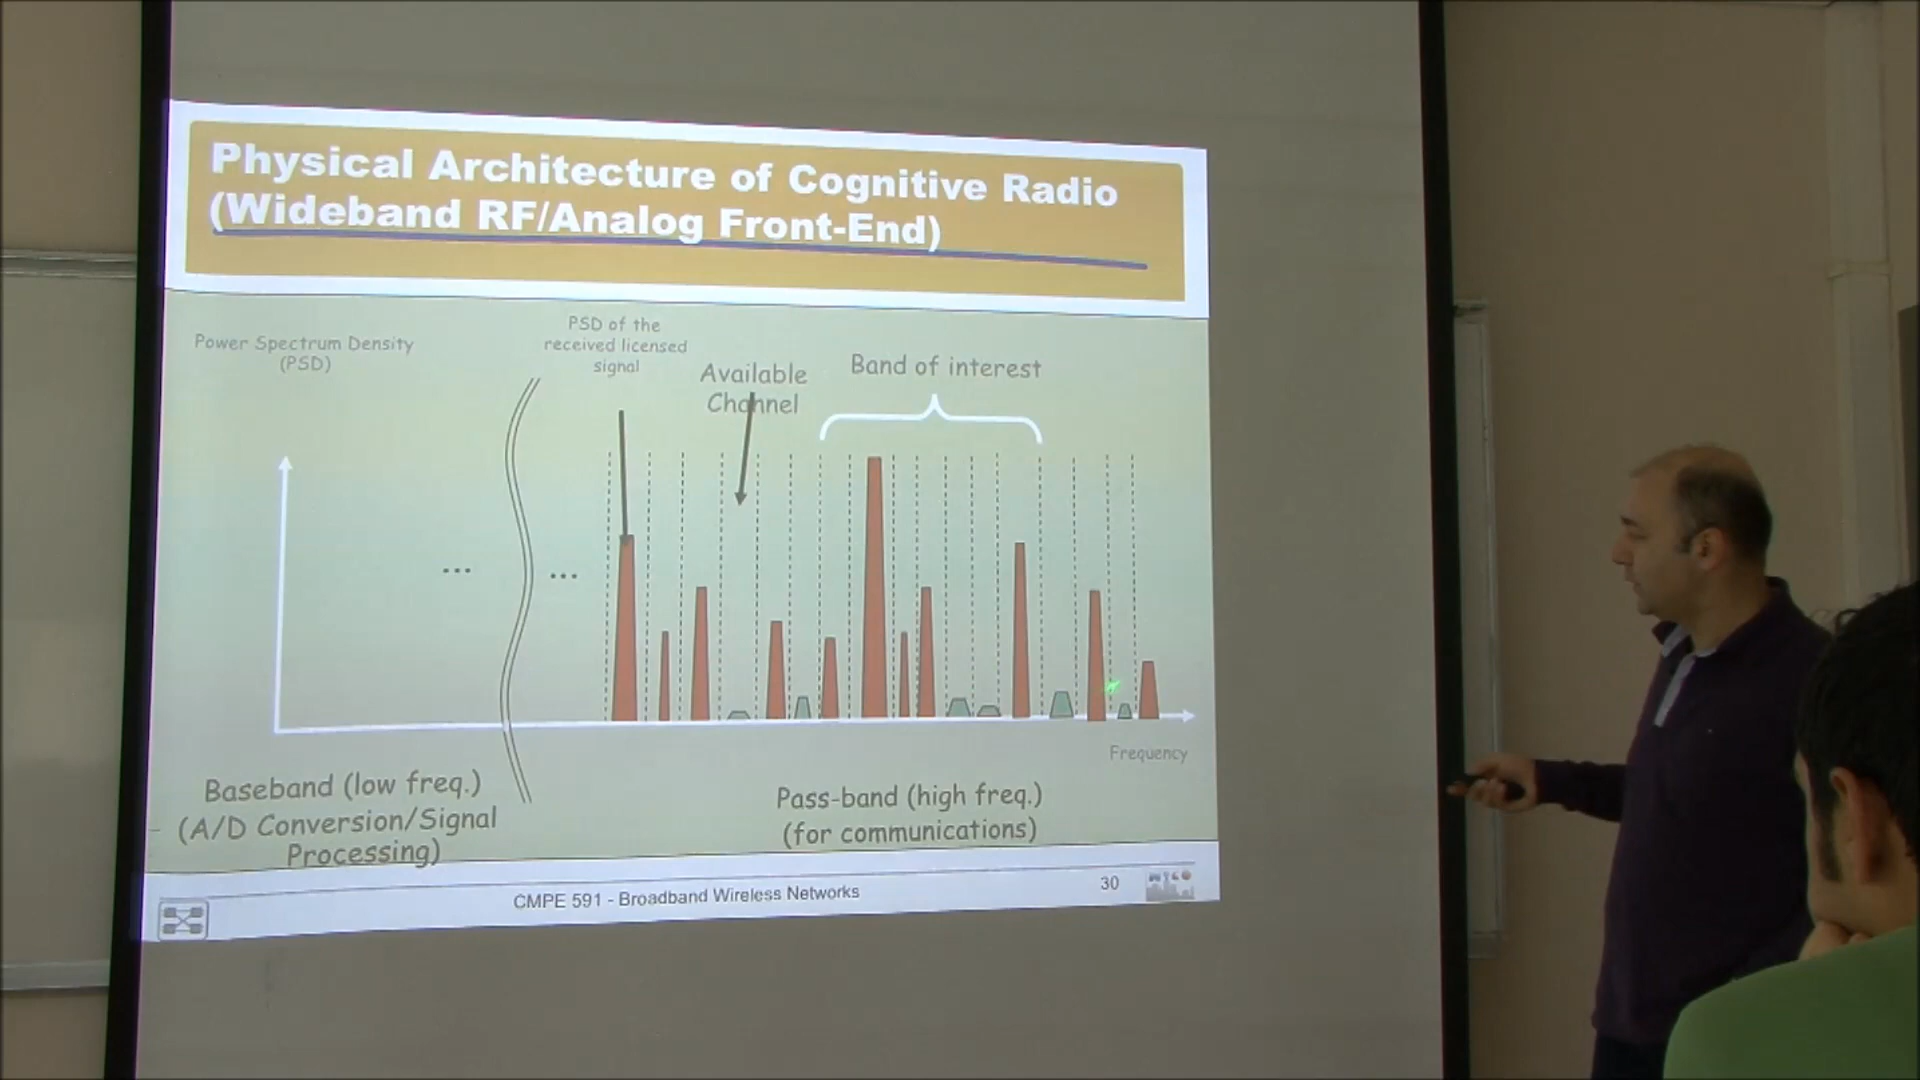 Physical Architecture of Cognitive Radio
(Wideband RF/Analog Front-End)
Power Spectrum Density
(PSD)
PSD of the
received licensed
signal
Available
Channel
Band of interest
...
...
Frequency
Baseband (low freq.)
(A/D Conversion/Signal
Processing)
Pass-band (high freq.)
(for communications)
CMPE 591 - Broadband Wireless Networks
30